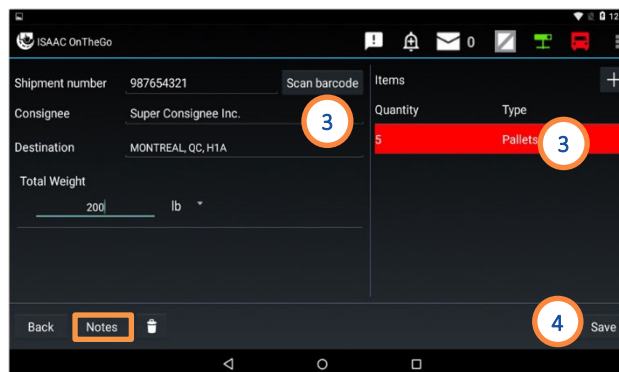 12
ISAAC OnTheGo
0
Shipment number 987654321 Scan barcode
Consignee Super Consignee Inc.
Destination MONTREAL, QC, H1A
Total Weight
200 lb
Items +
Quantity Type
5 Pallets
3
3
Back Notes
4 Save